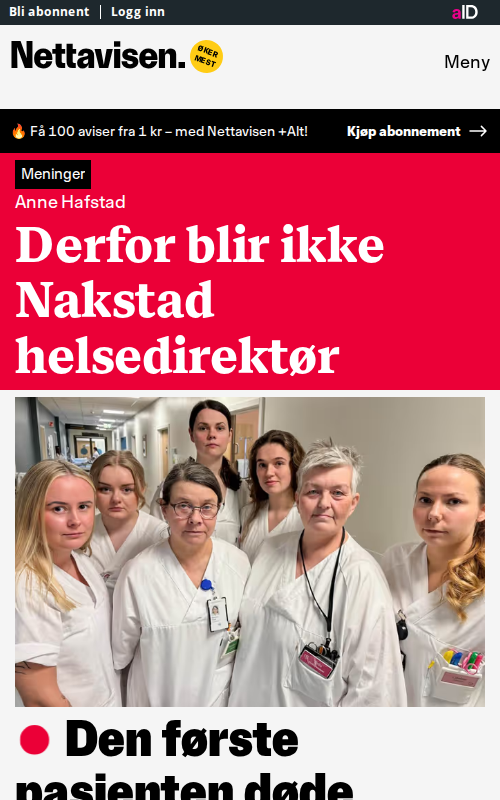 Bli abonnent
Logg inn
aID
Nettavisen.
ØKER
MEST
Meny
🔥 Få 100 aviser fra 1 kr – med Nettavisen +Alt!
Kjøp abonnement →
Meninger
Anne Hafstad
Derfor blir ikke
Nakstad
helsedirektør
Den første
pasienten døde